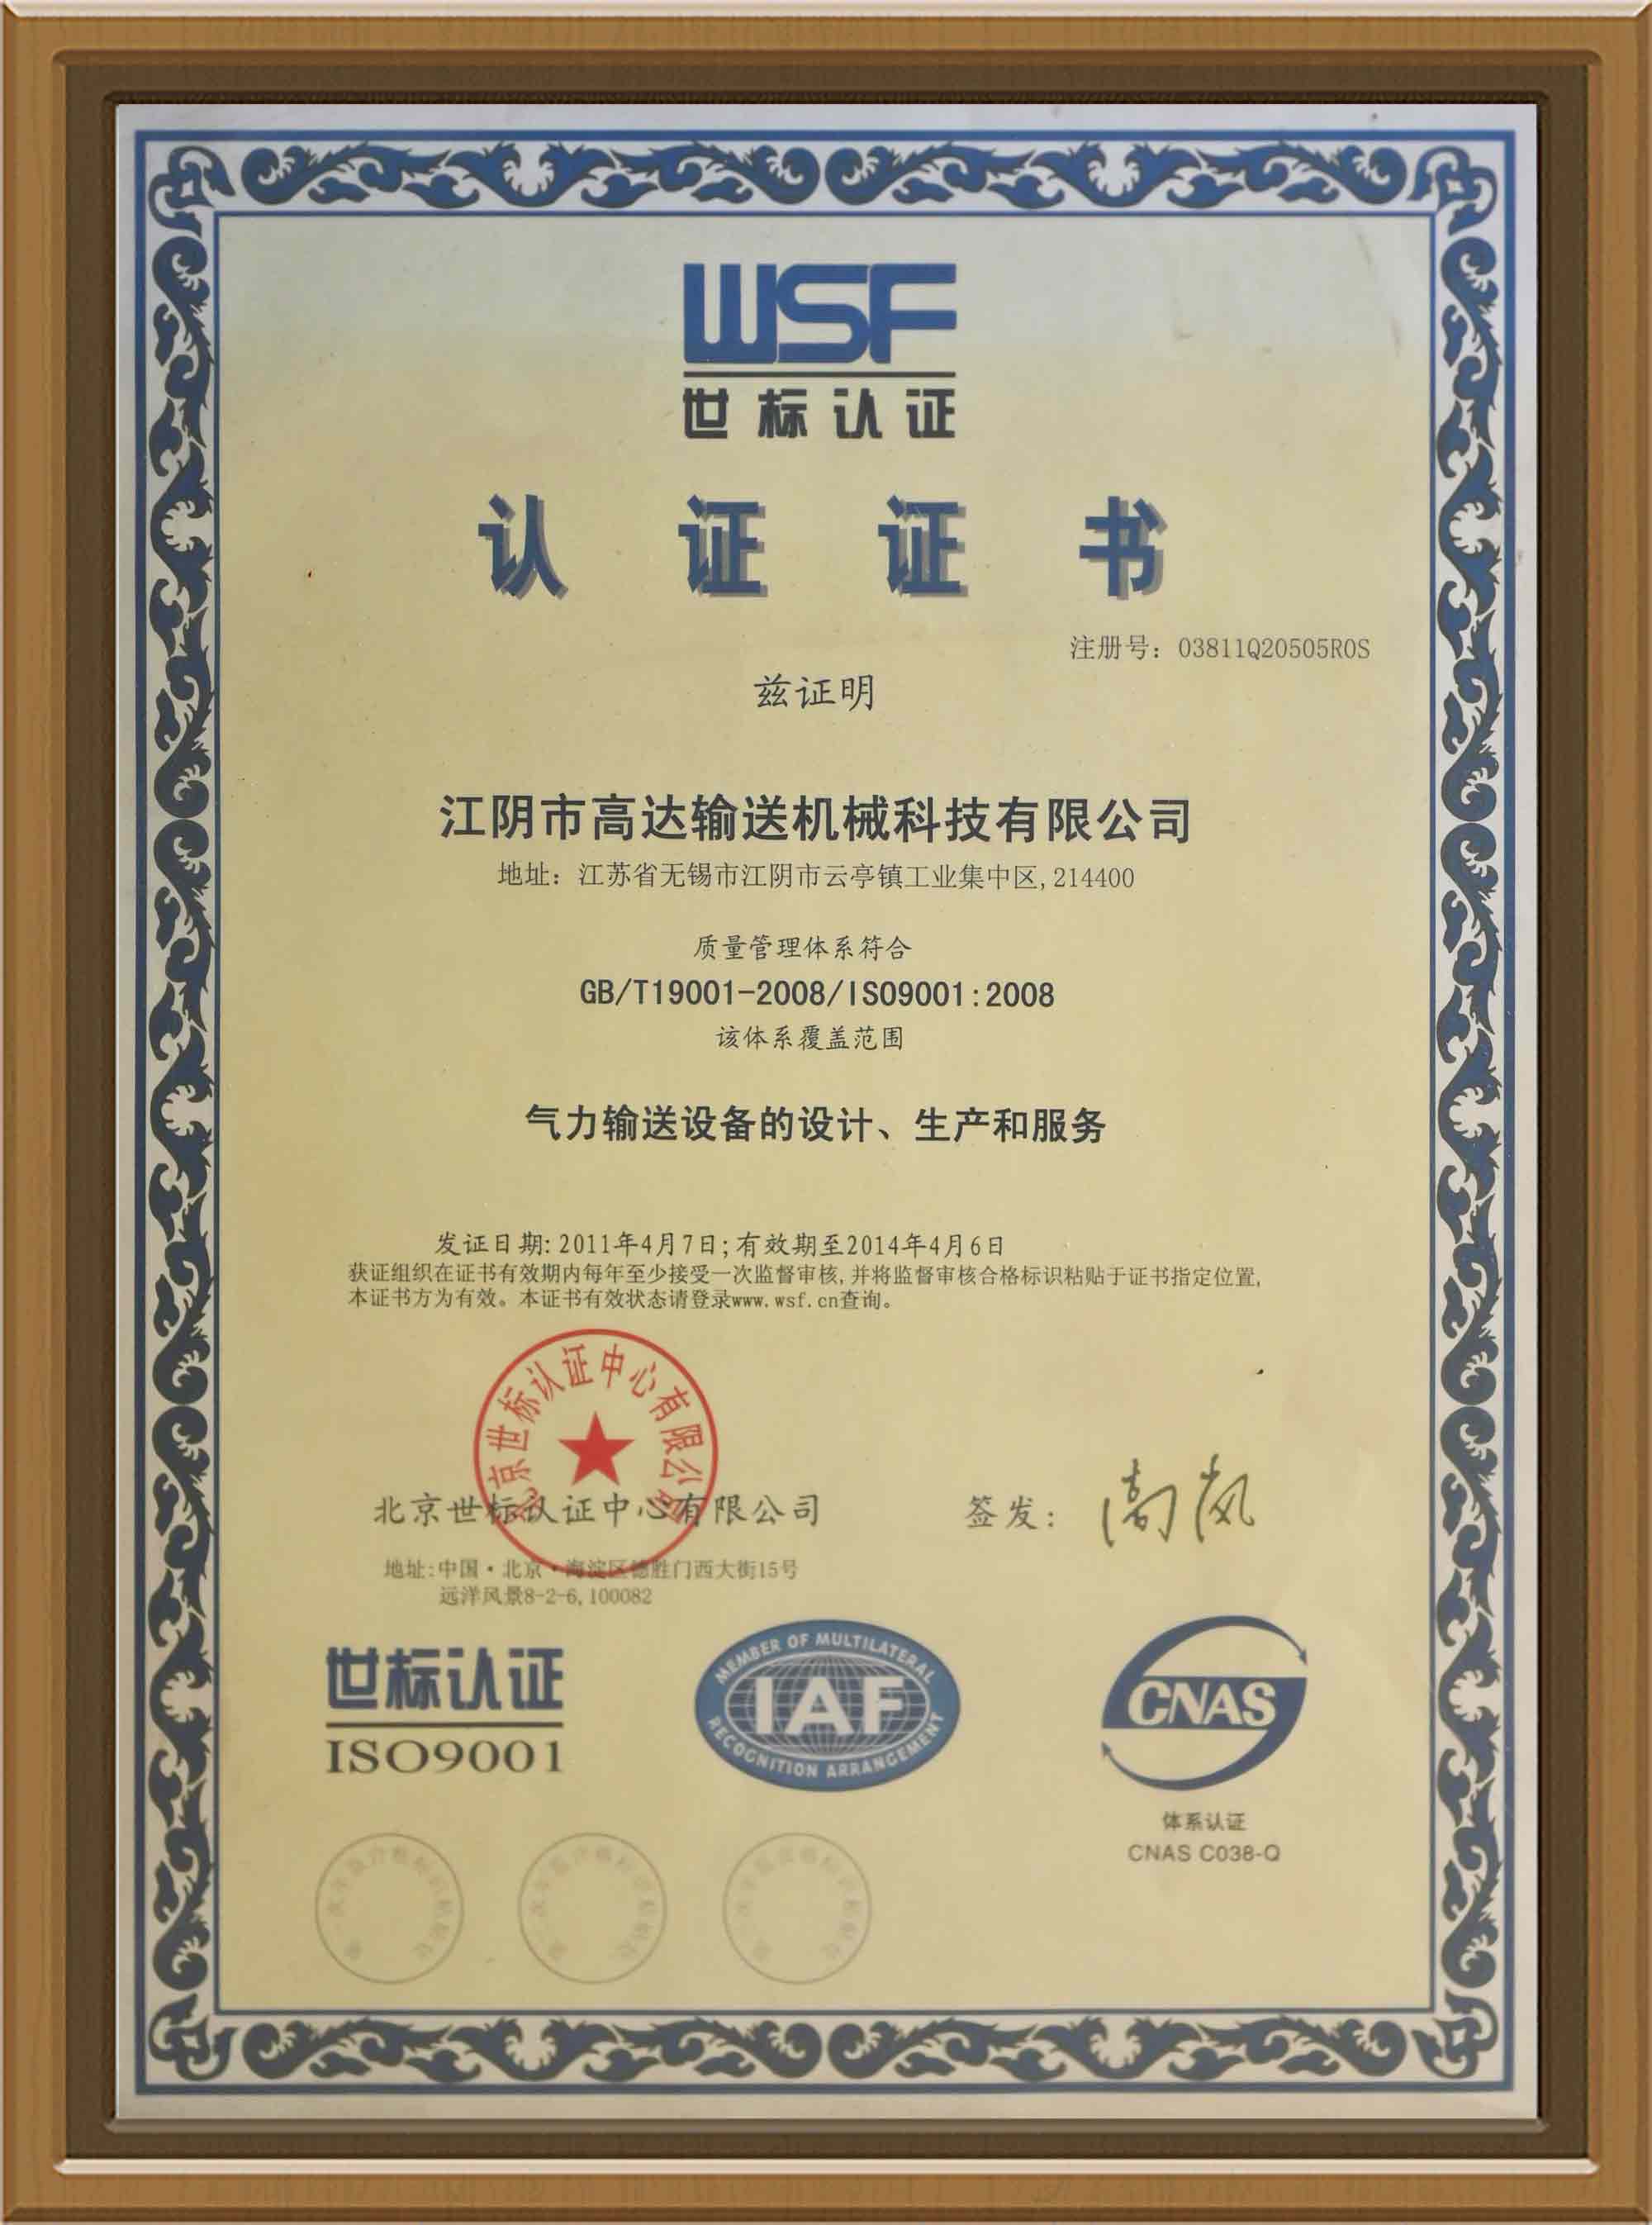 WSF
世标认证
认证证书
注册号：03811Q20505R0S
兹证明
江阴市高达输送机械科技有限公司
地址：江苏省无锡市江阴市云亭镇工业集中区,214400
质量管理体系符合
GB/T19001-2008/ISO9001:2008
该体系覆盖范围
气力输送设备的设计、生产和服务
发证日期:2011年4月7日;有效期至2014年4月6日
获证组织在证书有效期内每年至少接受一次监督审核,并将监督审核合格标识粘贴于证书指定位置,
本证书方为有效。本证书有效状态请登录www.wsf.cn查询。
北京世标认证中心有限公司
北京世标认证中心有限公司
签发：
地址:中国·北京·海淀区德胜门西大街15号
远洋风景8-2-6,100082
世标认证
ISO9001
MEMBER OF MULTILATERAL
IAF
RECOGNITION ARRANGEMENT
CNAS
体系认证
CNAS C038-Q